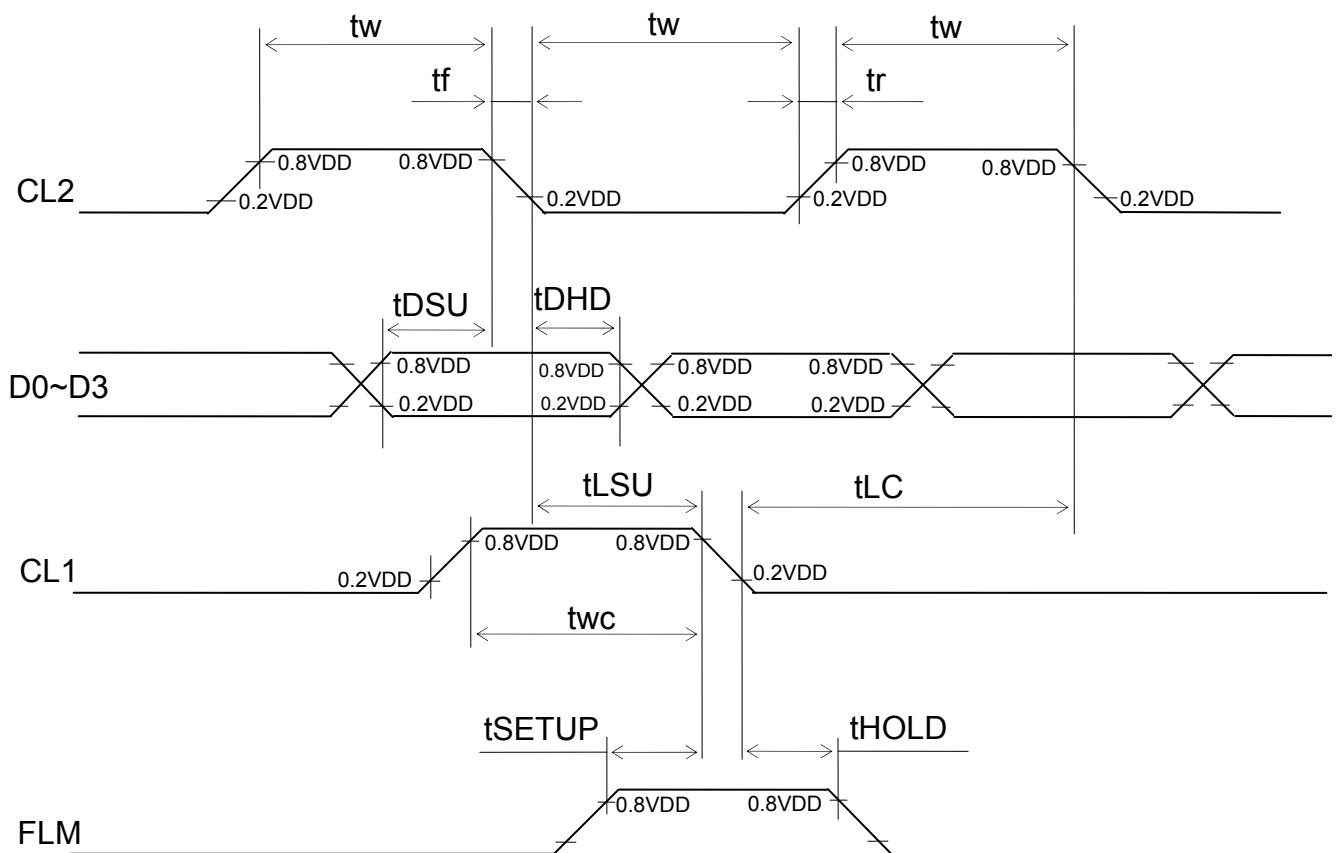 tw tw tw
tf tr
0.8VDD 0.8VDD 0.8VDD 0.8VDD
CL2 0.2VDD 0.2VDD 0.2VDD 0.2VDD
tDSU tDHD
0.8VDD 0.8VDD 0.8VDD 0.8VDD
D0~D3
0.2VDD 0.2VDD 0.2VDD 0.2VDD
tLSU tLC
0.8VDD 0.8VDD
CL1 0.2VDD 0.2VDD
twc
tSETUP tHOLD
0.8VDD 0.8VDD
FLM